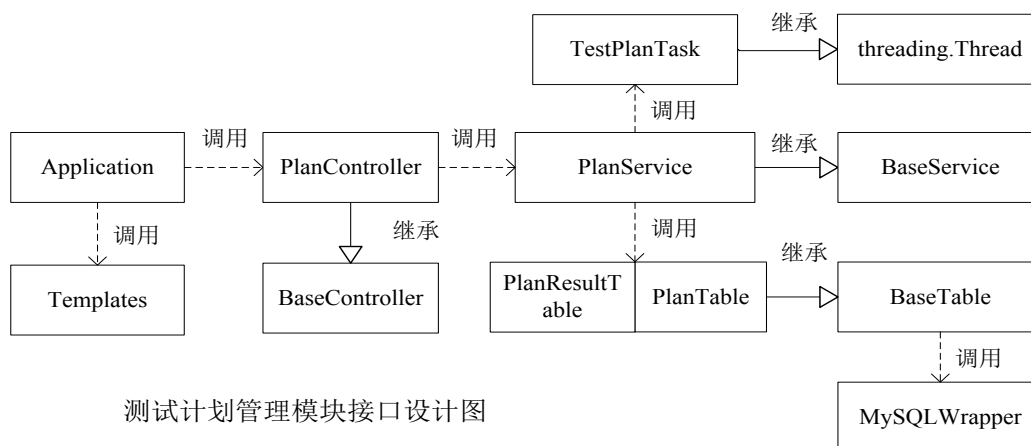 继承
TestPlanTask
threading.Thread
调用
调用
调用
继承
Application
PlanController
PlanService
BaseService
调用
继承
调用
继承
Templates
BaseController
PlanResultT
able
PlanTable
BaseTable
调用
测试计划管理模块接口设计图
MySQLWrapper